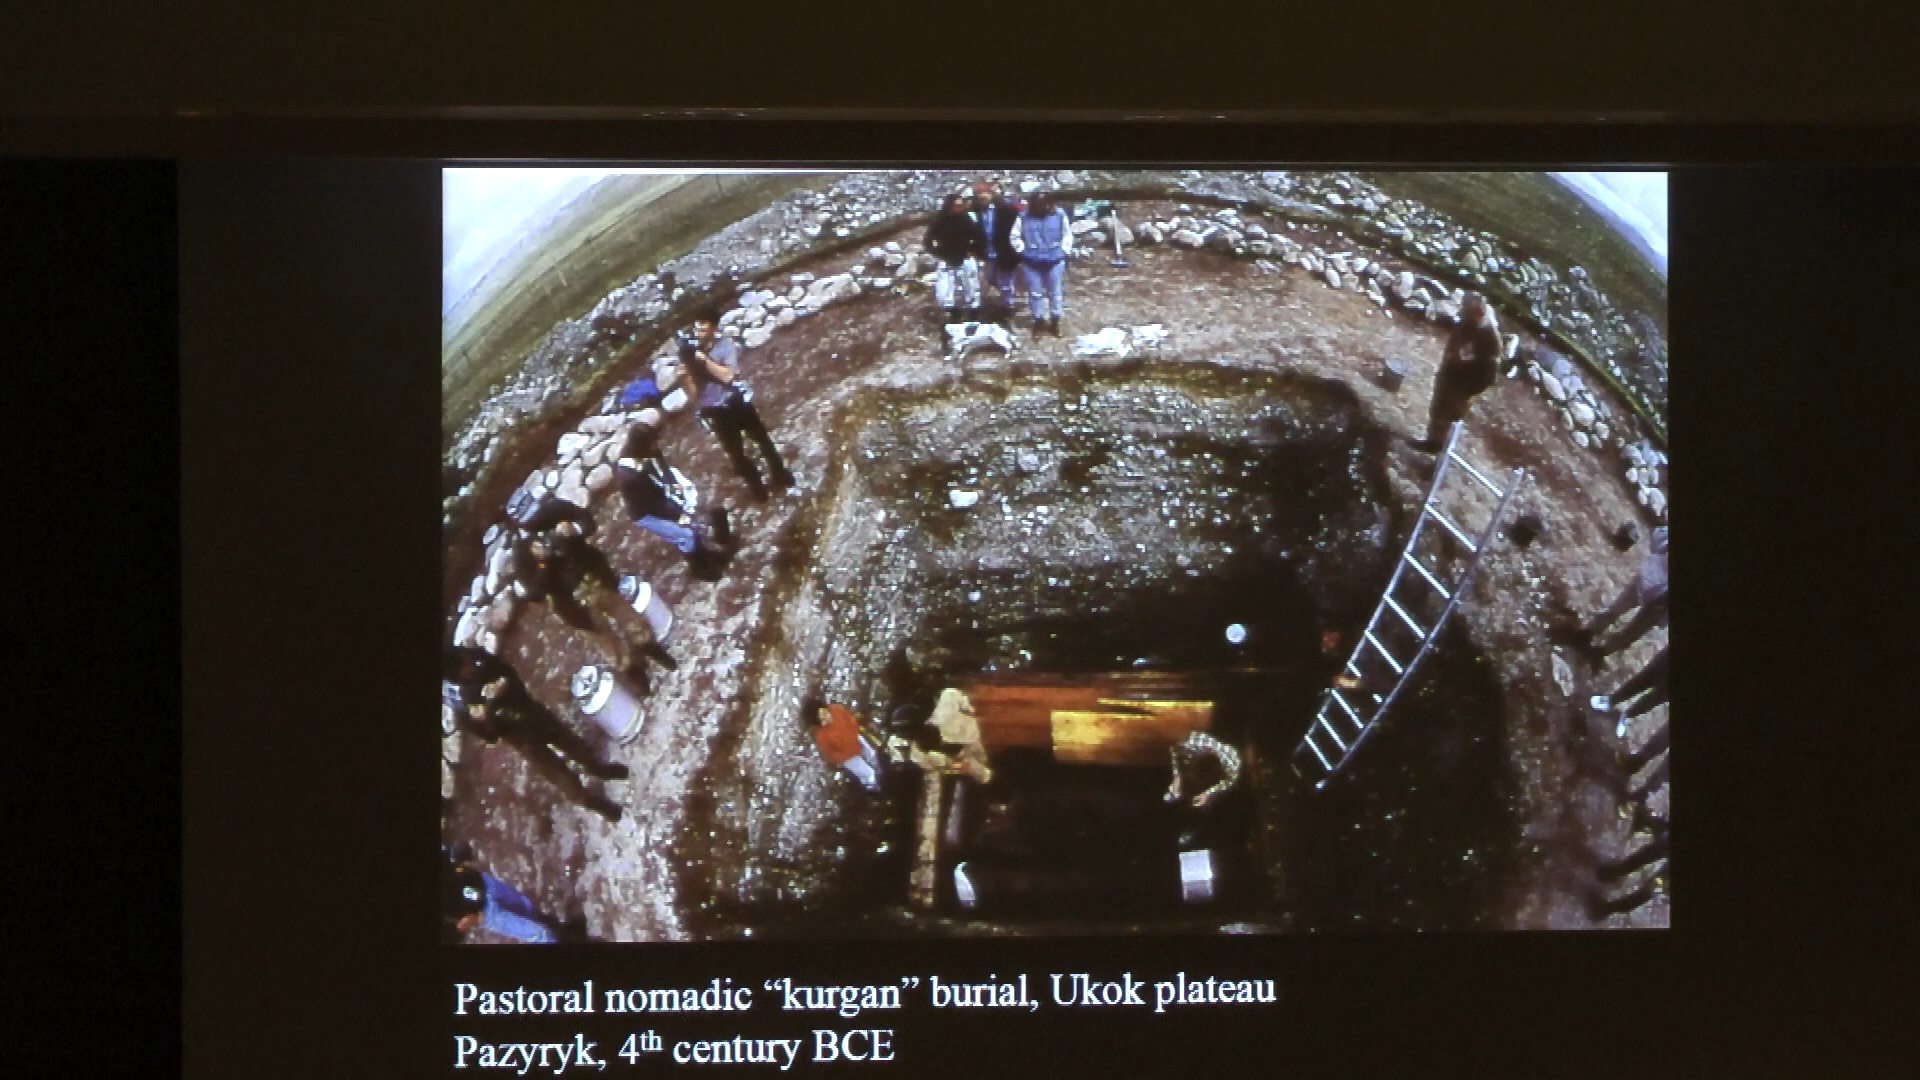 Pastoral nomadic “kurgan” burial, Ukok plateau
Pazyryk, 4th century BCE